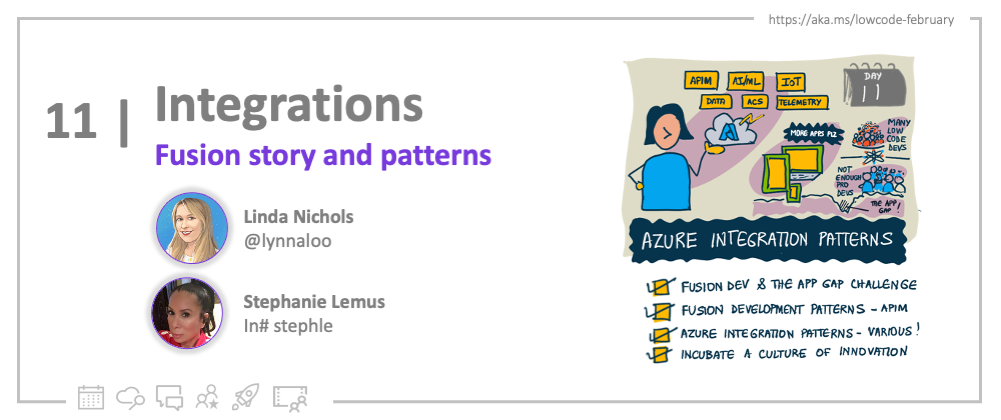 https://aka.ms/lowcode-february
11 |
Integrations
Fusion story and patterns
Linda Nichols
@lynnaloo
Stephanie Lemus
In# stephle
APIM
AI/ML
IOT
DATA
ACS
TELEMETRY
DAY
11
A
MORE APPS PLZ
MANY
LOW
CODE
DEVS
NOT
ENOUGH
PRO
DEVS
THE APP
GAP!
AZURE INTEGRATION PATTERNS
FUSION DEV & THE APP GAP CHALLENGE
FUSION DEVELOPMENT PATTERNS - APIM
AZURE INTEGRATION PATTERNS - VARIOUS!
INCUBATE A CULTURE OF INNOVATION